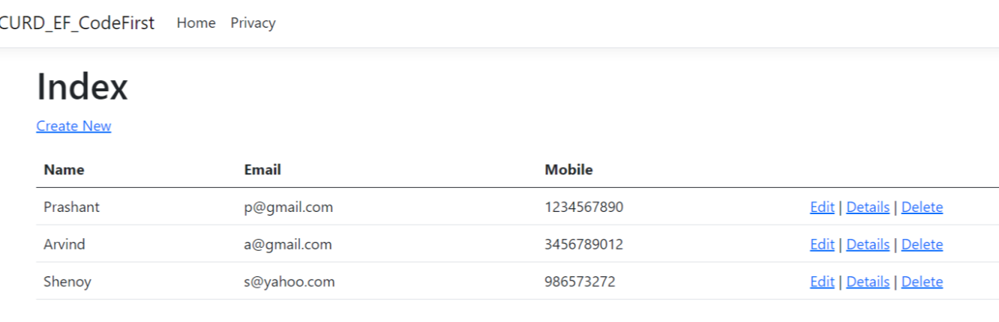 CURD_EF_CodeFirst Home Privacy
Index
Create New
Name Email Mobile
Prashant p@gmail.com 1234567890 Edit | Details | Delete
Arvind a@gmail.com 3456789012 Edit | Details | Delete
Shenoy s@yahoo.com 986573272 Edit | Details | Delete